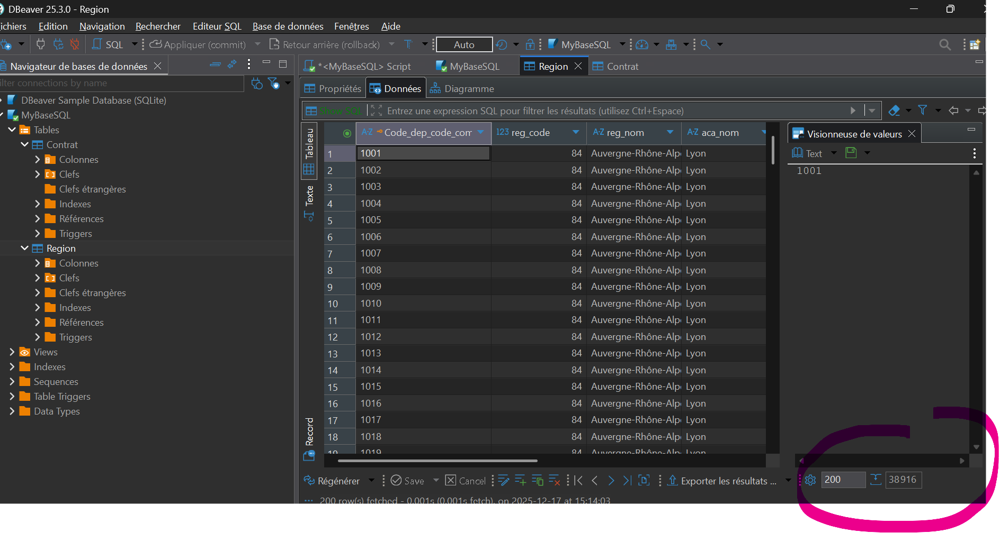 DBeaver 25.3.0 - Region
ichiers Edition Navigation Rechercher Editeur SQL Base de données Fenêtres Aide
SQL Appliquer (commit) Retour arrière (rollback) Auto MyBaseSQL
Navigateur de bases de données
ilter connections by name
DBeaver Sample Database (SQLite)
MyBaseSQL
Tables
Contrat
Colonnes
Clefs
Clefs étrangères
Indexes
Références
Triggers
Region
Colonnes
Clefs
Clefs étrangères
Indexes
Références
Triggers
Views
Indexes
Sequences
Table Triggers
Data Types
*<MyBaseSQL> Script MyBaseSQL Region Contrat
Propriétés Données Diagramme
Show SQL Entrez une expression SQL pour filtrer les résultats (utilisez Ctrl+Espace)
Tableau
Texte
Record
A-Z Code_dep_code_com 123 reg_code A-Z reg_nom A-Z aca_nom
1 1001 84 Auvergne-Rhône-Alp Lyon
2 1002 84 Auvergne-Rhône-Alp Lyon
3 1003 84 Auvergne-Rhône-Alp Lyon
4 1004 84 Auvergne-Rhône-Alp Lyon
5 1005 84 Auvergne-Rhône-Alp Lyon
6 1006 84 Auvergne-Rhône-Alp Lyon
7 1007 84 Auvergne-Rhône-Alp Lyon
8 1008 84 Auvergne-Rhône-Alp Lyon
9 1009 84 Auvergne-Rhône-Alp Lyon
10 1010 84 Auvergne-Rhône-Alp Lyon
11 1011 84 Auvergne-Rhône-Alp Lyon
12 1012 84 Auvergne-Rhône-Alp Lyon
13 1013 84 Auvergne-Rhône-Alp Lyon
14 1014 84 Auvergne-Rhône-Alp Lyon
15 1015 84 Auvergne-Rhône-Alp Lyon
16 1016 84 Auvergne-Rhône-Alp Lyon
17 1017 84 Auvergne-Rhône-Alp Lyon
18 1018 84 Auvergne-Rhône-Alp Lyon
19 1019 84 Auvergne-Rhône-Alp Lyon
Visionneuse de valeurs
Text
1001
Régénérer Save Cancel Exporter les résultats ... 200 38916
200 row(s) fetched - 0.001s (0.001s fetch), on 2025-12-17 at 15:14:03